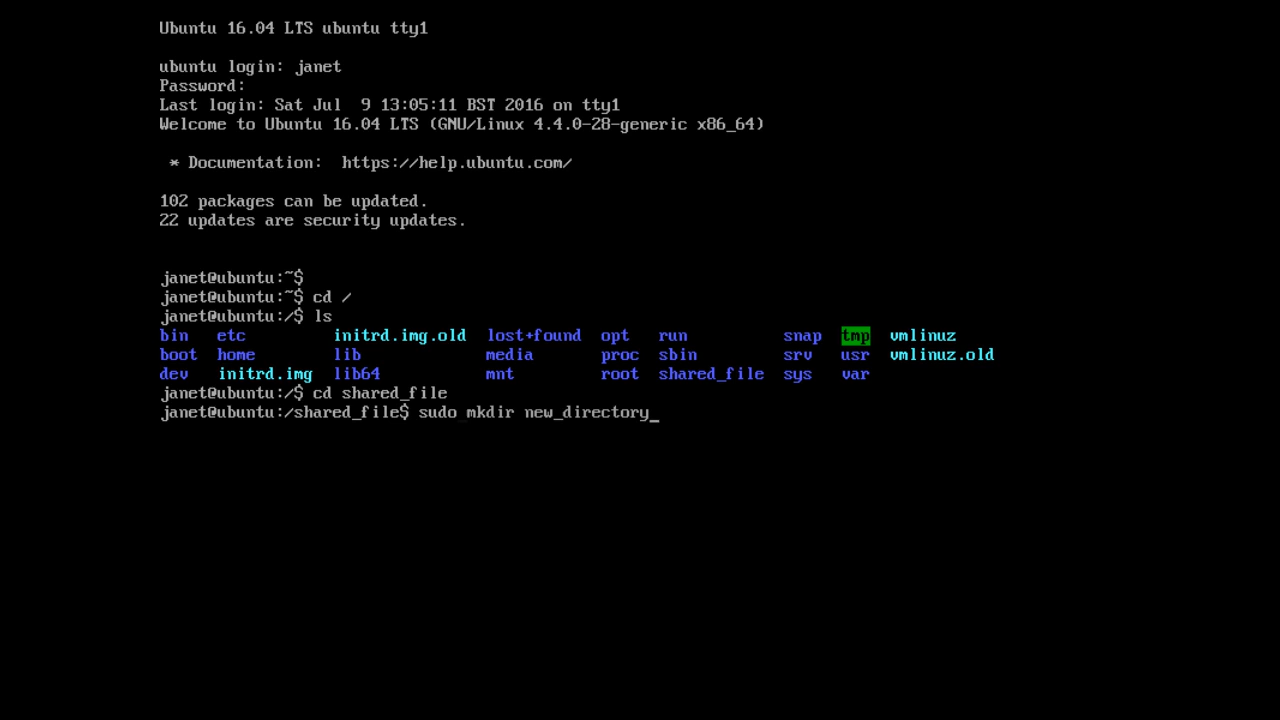 Ubuntu 16.04 LTS ubuntu tty1
ubuntu login: janet
Password:
Last login: Sat Jul  9 13:05:11 BST 2016 on tty1
Welcome to Ubuntu 16.04 LTS (GNU/Linux 4.4.0-28-generic x86_64)
 * Documentation:  https://help.ubuntu.com/
102 packages can be updated.
22 updates are security updates.
janet@ubuntu:~$
janet@ubuntu:~$ cd /
janet@ubuntu:/$ ls
bin   etc         initrd.img.old  lost+found  opt   run          snap  tmp  vmlinuz
boot  home        lib             media       proc  sbin         srv   usr  vmlinuz.old
dev   initrd.img  lib64           mnt         root  shared_file  sys   var
janet@ubuntu:/$ cd shared_file
janet@ubuntu:/shared_file$ sudo mkdir new_directory_